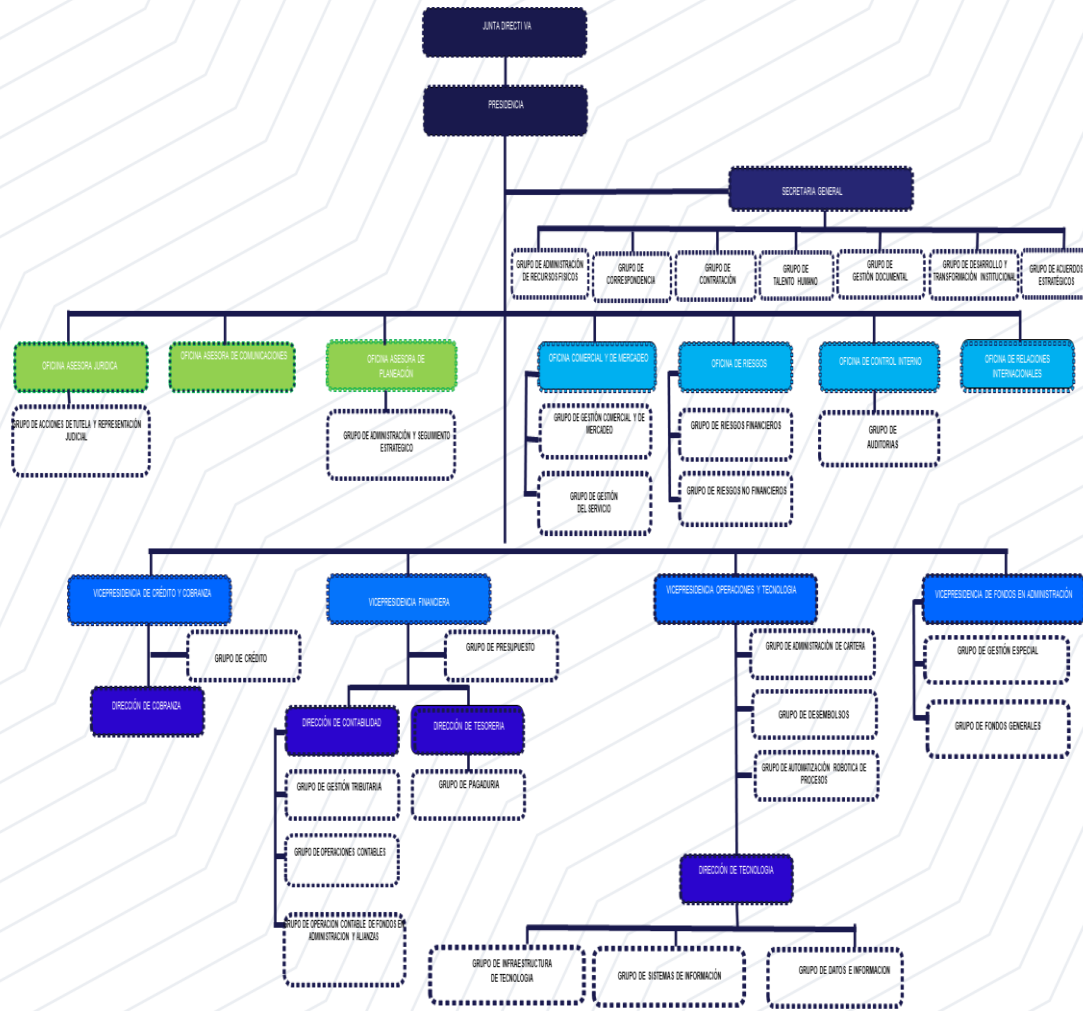 JUNTA DIRECTI VA
PRESIDENCIA
SECRETARIA GENERAL
GRUPO DE ADMINISTRACIÓN
DE RECURSOS FÍSICOS
GRUPO DE
CORRESPONDENCIA
GRUPO DE
CONTRATACIÓN
GRUPO DE
TALENTO HUMANO
GRUPO DE
GESTIÓN DOCUMENTAL
GRUPO DE DESARROLLO Y
TRANSFORMACIÓN INSTITUCIONAL
GRUPO DE ACUERDOS
ESTRATÉGICOS
OFICINA ASESORA JURÍDICA
OFICINA ASESORA DE COMUNICACIONES
OFICINA ASESORA DE
PLANEACIÓN
OFICINA COMERCIAL Y DE MERCADEO
OFICINA DE RIESGOS
OFICINA DE CONTROL INTERNO
OFICINA DE RELACIONES
INTERNACIONALES
GRUPO DE ACCIONES DE TUTELA Y REPRESENTACIÓN
JUDICIAL
GRUPO DE ADMINISTRACIÓN Y SEGUIMIENTO
ESTRATEGICO
GRUPO DE GESTIÓN COMERCIAL Y DE
MERCADEO
GRUPO DE GESTIÓN
DEL SERVICIO
GRUPO DE RIESGOS FINANCIEROS
GRUPO DE RIESGOS NO FINANCIEROS
GRUPO DE
AUDITORIAS
VICEPRESIDENCIA DE CRÉDITO Y COBRANZA
VICEPRESIDENCIA FINANCIERA
VICEPRESIDENCIA OPERACIONES Y TECNOLOGIA
VICEPRESIDENCIA DE FONDOS EN ADMINISTRACIÓN
GRUPO DE CRÉDITO
DIRECCIÓN DE COBRANZA
GRUPO DE PRESUPUESTO
DIRECCIÓN DE CONTABILIDAD
DIRECCIÓN DE TESORERIA
GRUPO DE GESTIÓN TRIBUTARIA
GRUPO DE PAGADURIA
GRUPO DE OPERACIONES CONTABLES
GRUPO DE OPERACION CONTABLE DE FONDOS EN
ADMINISTRACION Y ALIANZAS
GRUPO DE ADMINISTRACIÓN DE CARTERA
GRUPO DE DESEMBOLSOS
GRUPO DE AUTOMATIZACIÓN ROBOTICA DE
PROCESOS
GRUPO DE GESTIÓN ESPECIAL
GRUPO DE FONDOS GENERALES
DIRECCIÓN DE TECNOLOGIA
GRUPO DE INFRAESTRUCTURA
DE TECNOLOGIA
GRUPO DE SISTEMAS DE INFORMACIÓN
GRUPO DE DATOS E INFORMACION